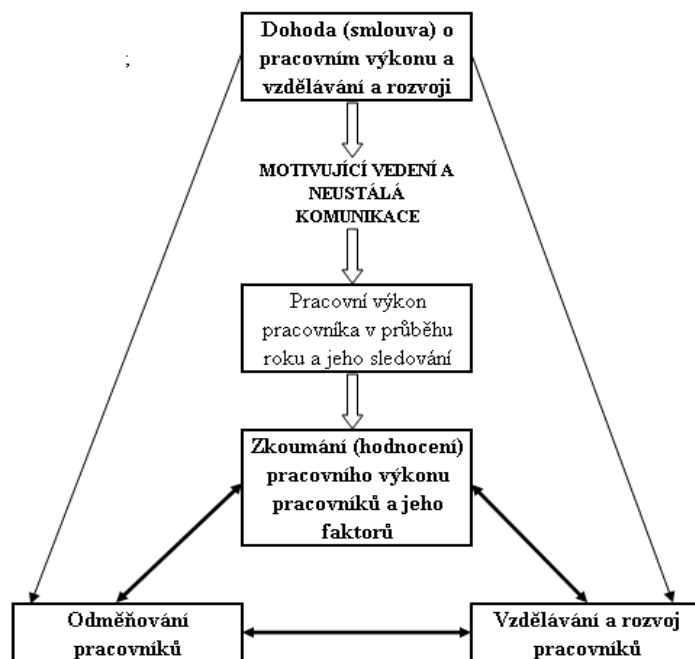 Dohoda (smlouva) o
pracovním výkonu a
vzdělávání a rozvoji
;
MOTIVUJÍCÍ VEDENÍ A
NEUSTÁLÁ
KOMUNIKACE
Pracovní výkon
pracovníka v průběhu
roku a jeho sledování
Zkoumání (hodnocení)
pracovního výkonu
pracovníků a jeho
faktorů
Odměňování
pracovníků
Vzdělávání a rozvoj
pracovníků